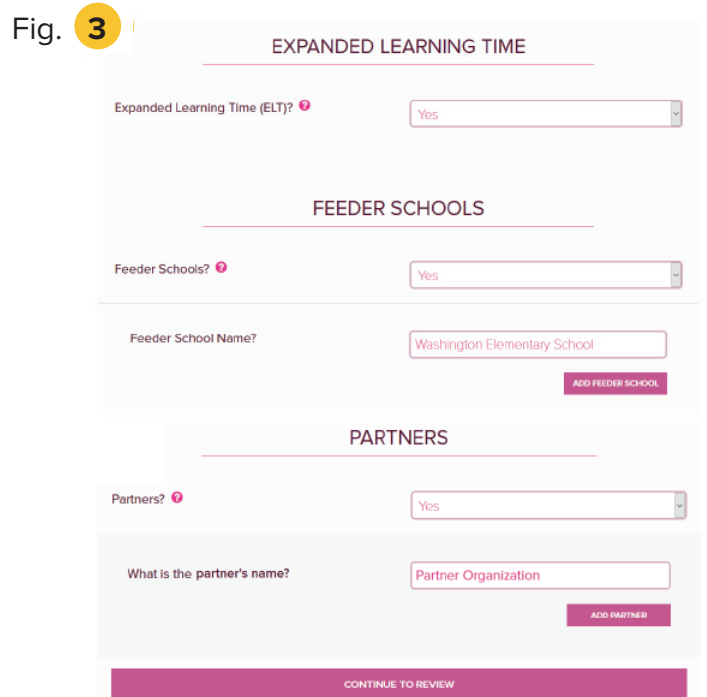 Fig. 3
EXPANDED LEARNING TIME
Expanded Learning Time (ELT)? ?
Yes
FEEDER SCHOOLS
Feeder Schools? ?
Yes
Feeder School Name?
Washington Elementary School
ADD FEEDER SCHOOL
PARTNERS
Partners? ?
Yes
What is the partner's name?
Partner Organization
ADD PARTNER
CONTINUE TO REVIEW